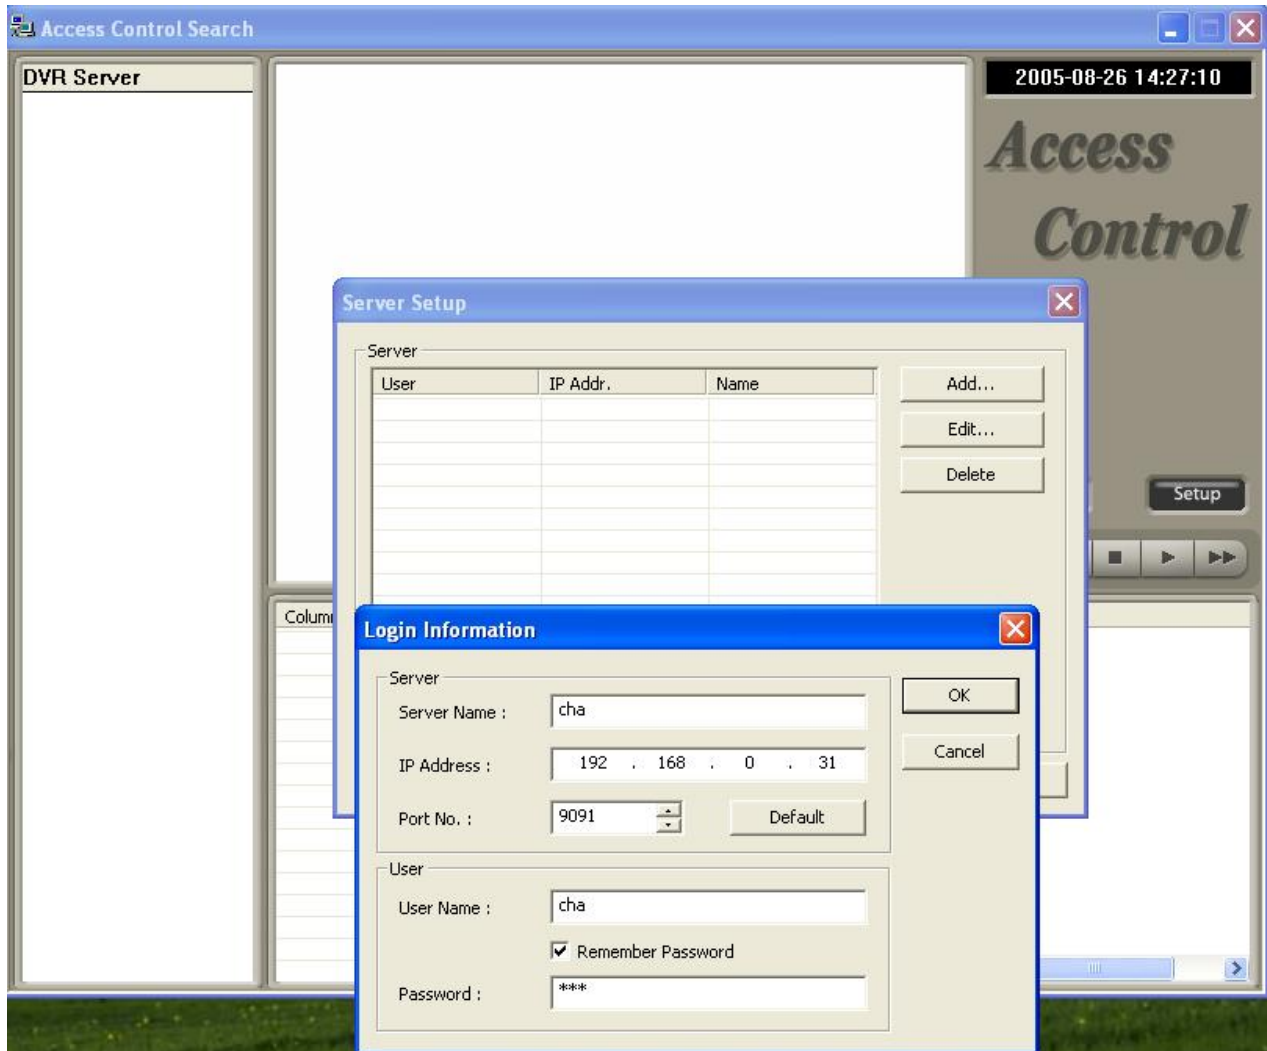 Access Control Search
DVR Server
2005-08-26 14:27:10
Access
Control
Setup
Server Setup
Server
User IP Addr. Name
Add...
Edit...
Delete
Login Information
Server
Server Name : cha
IP Address : 192 . 168 . 0 . 31
Port No. : 9091 Default
OK
Cancel
User
User Name : cha
Remember Password
Password : ***